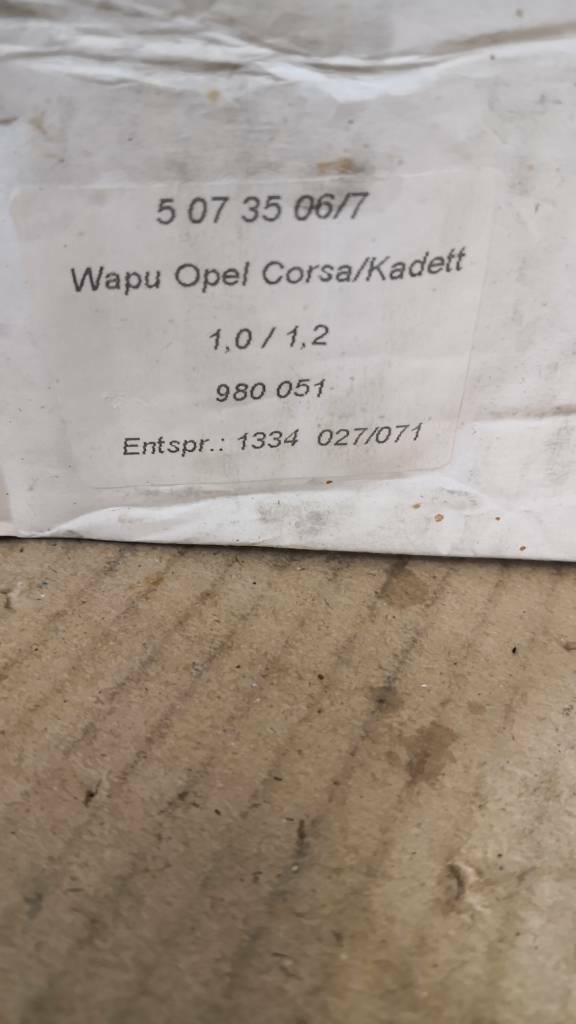 5 07 35 06/7
Wapu Opel Corsa/Kadett
1,0 / 1,2
980 051
Entspr.: 1334 027/071